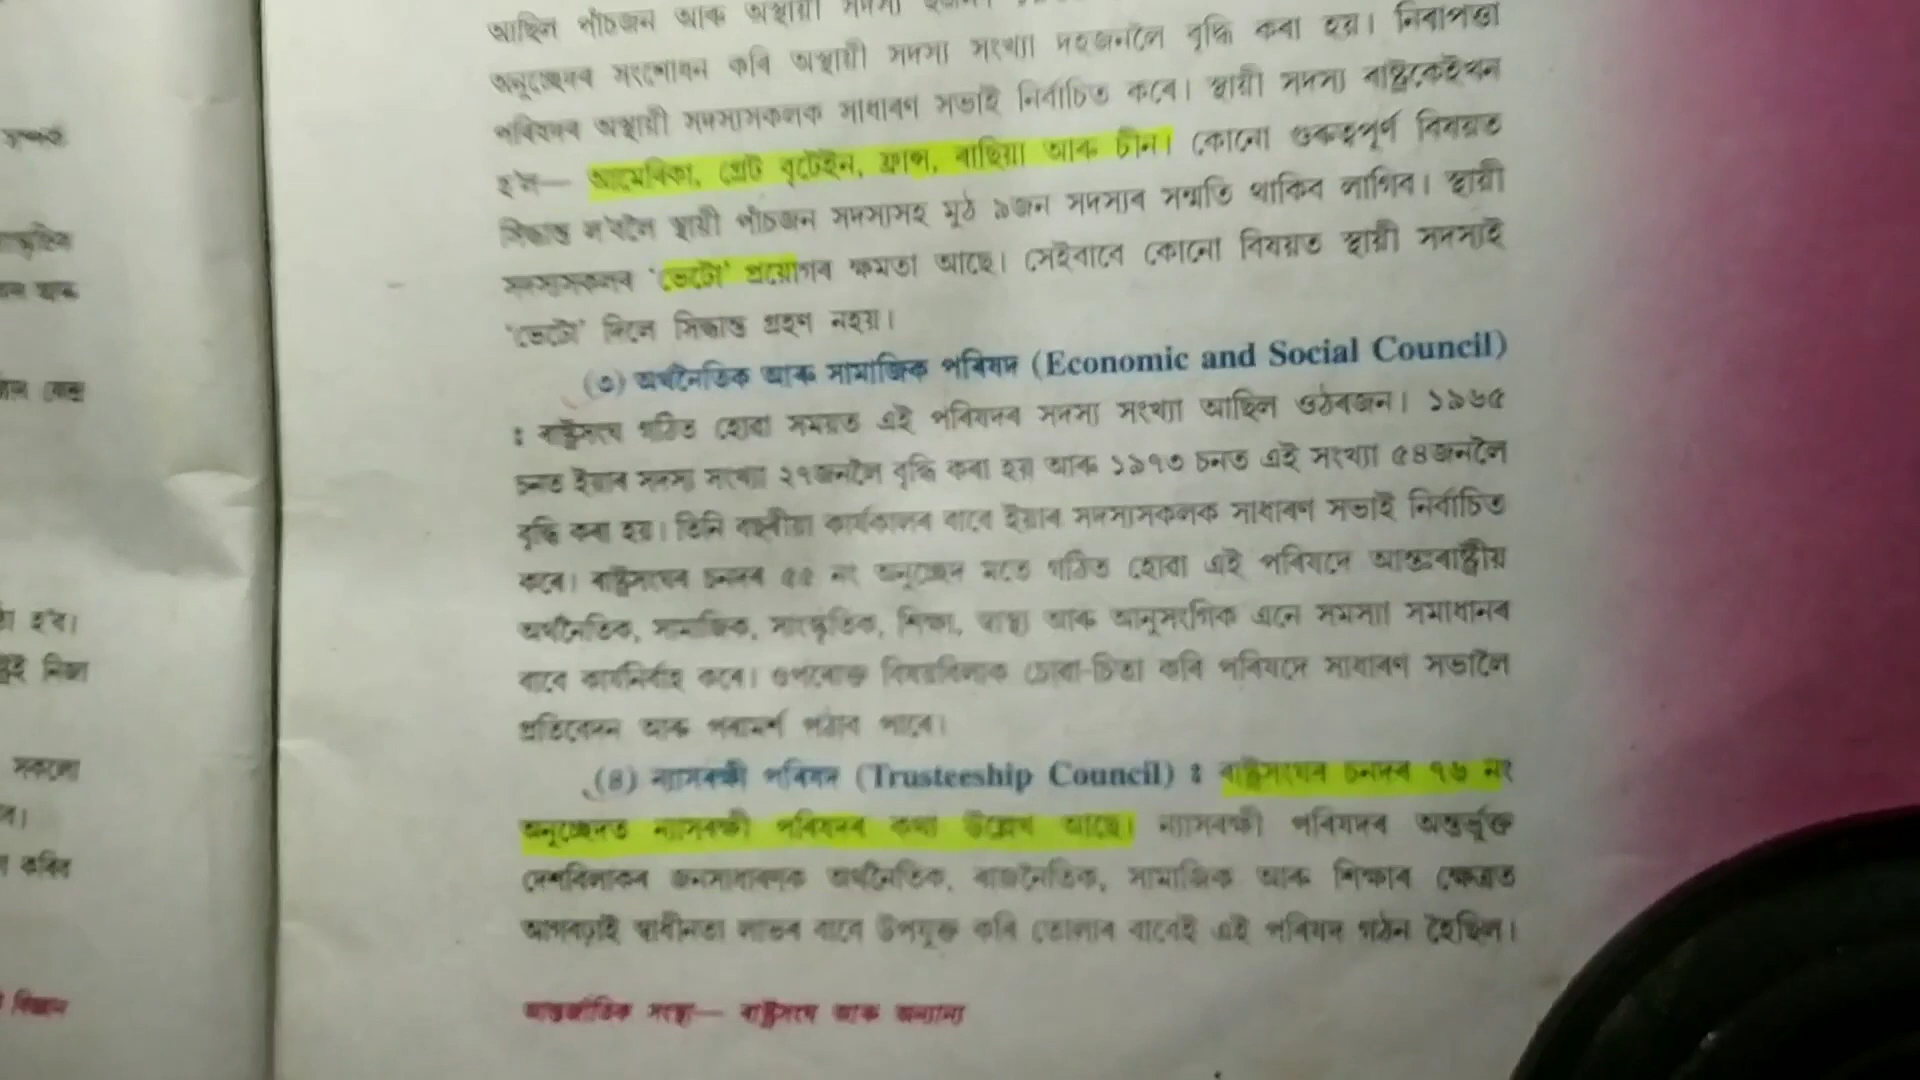 আছিল পাঁচজন আৰু অস্থায়ী সদস্য
অনুচ্ছেদৰ সংশোধন কৰি অস্থায়ী সদস্য সংখ্যা দহজনলৈ বৃদ্ধি কৰা হয়। নিৰাপত্তা
পৰিষদৰ অস্থায়ী সদস্যসকলক সাধাৰণ সভাই নিৰ্বাচিত কৰে। স্থায়ী সদস্য ৰাষ্ট্ৰকেইখন
হ'ল— আমেৰিকা, গ্ৰেট বৃটেইন, ফ্ৰান্স, ৰাছিয়া আৰু চীন। কোনো গুৰুত্বপূৰ্ণ বিষয়ত
সিদ্ধান্ত ল'বলৈ স্থায়ী পাঁচজন সদস্যসহ মুঠ ৯জন সদস্যৰ সন্মতি থাকিব লাগিব। স্থায়ী
সদস্যসকলৰ 'ভেটো' প্ৰয়োগৰ ক্ষমতা আছে। সেইবাবে কোনো বিষয়ত স্থায়ী সদস্যই
'ভেটো' দিলে সিদ্ধান্ত গ্ৰহণ নহয়।
(৩) অৰ্থনৈতিক আৰু সামাজিক পৰিষদ (Economic and Social Council)
: ৰাষ্ট্ৰসংঘ গঠিত হোৱা সময়ত এই পৰিষদৰ সদস্য সংখ্যা আছিল ওঠৰজন। ১৯৬৫
চনত ইয়াৰ সদস্য সংখ্যা ২৭জনলৈ বৃদ্ধি কৰা হয় আৰু ১৯৭৩ চনত এই সংখ্যা ৫৪জনলৈ
বৃদ্ধি কৰা হয়। তিনি বছৰীয়া কাৰ্যকালৰ বাবে ইয়াৰ সদস্যসকলক সাধাৰণ সভাই নিৰ্বাচিত
কৰে। ৰাষ্ট্ৰসংঘৰ চনদৰ ৫৫ নং অনুচ্ছেদ মতে গঠিত হোৱা এই পৰিষদে আন্তঃৰাষ্ট্ৰীয়
অৰ্থনৈতিক, সামাজিক, সাংস্কৃতিক, শিক্ষা, স্বাস্থ্য আৰু আনুসংগিক এনে সমস্যা সমাধানৰ
বাবে কাৰ্যনিৰ্বাহ কৰে। ওপৰোক্ত বিষয়বিলাক চোৱা-চিতা কৰি পৰিষদে সাধাৰণ সভালৈ
প্ৰতিবেদন আৰু পৰামৰ্শ পঠাব পাৰে।
(৪) ন্যাসৰক্ষী পৰিষদ (Trusteeship Council) : ৰাষ্ট্ৰসংঘৰ চনদৰ ৭৬ নং
অনুচ্ছেদত ন্যাসৰক্ষী পৰিষদৰ কথা উল্লেখ আছে। ন্যাসৰক্ষী পৰিষদৰ অন্তৰ্ভুক্ত
দেশবিলাকৰ জনসাধাৰণক অৰ্থনৈতিক, ৰাজনৈতিক, সামাজিক আৰু শিক্ষাৰ ক্ষেত্ৰত
আগবঢ়াই স্বাধীনতা লাভৰ বাবে উপযুক্ত কৰি তোলাৰ বাবেই এই পৰিষদ গঠন হৈছিল।
আন্তৰ্জাতিক সংস্থা— ৰাষ্ট্ৰসংঘ আৰু অন্যান্য